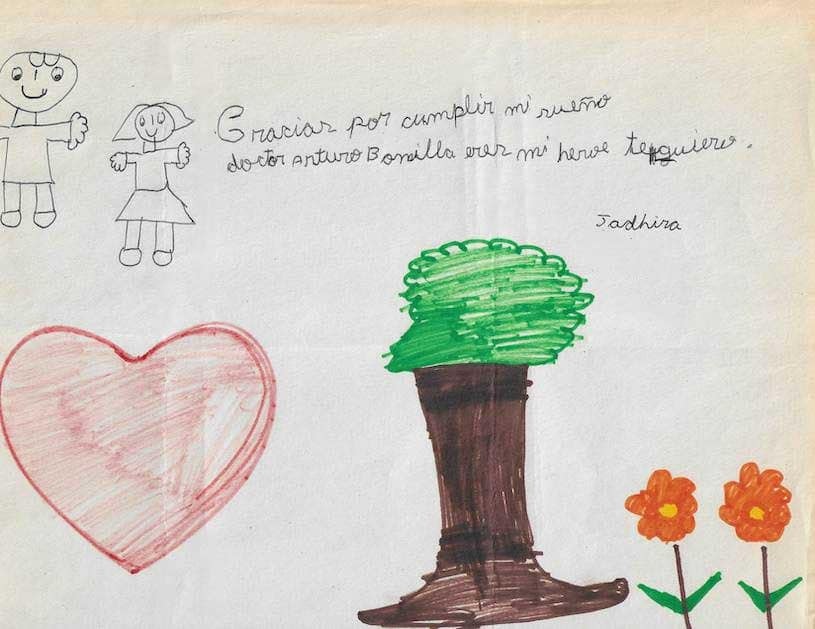 Gracias por cumplir mi sueño
doctor Arturo Bonilla eres mi heroe te quiero.
Jadhira